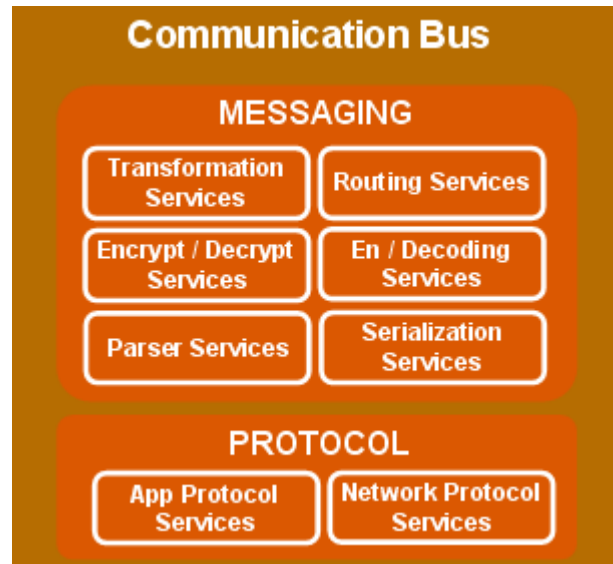 Communication Bus
MESSAGING
Transformation
Services
Routing Services
Encrypt / Decrypt
Services
En / Decoding
Services
Parser Services
Serialization
Services
PROTOCOL
App Protocol
Services
Network Protocol
Services